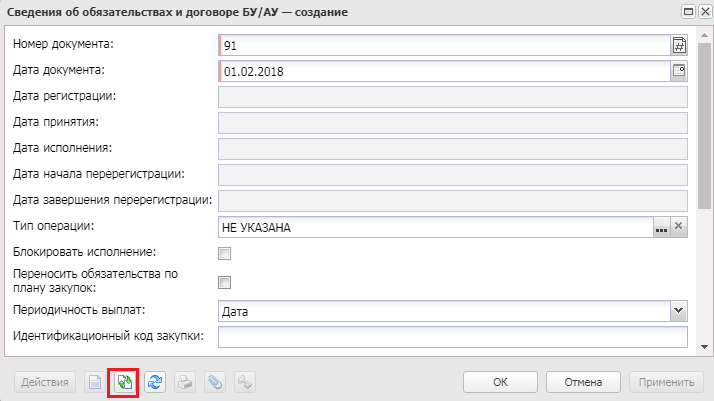 Сведения об обязательствах и договоре БУ/АУ — создание
Номер документа: 91
Дата документа: 01.02.2018
Дата регистрации:
Дата принятия:
Дата исполнения:
Дата начала перерегистрации:
Дата завершения перерегистрации:
Тип операции: НЕ УКАЗАНА
Блокировать исполнение:
Переносить обязательства по
плану закупок:
Периодичность выплат: Дата
Идентификационный код закупки:
Действия ОК Отмена Применить